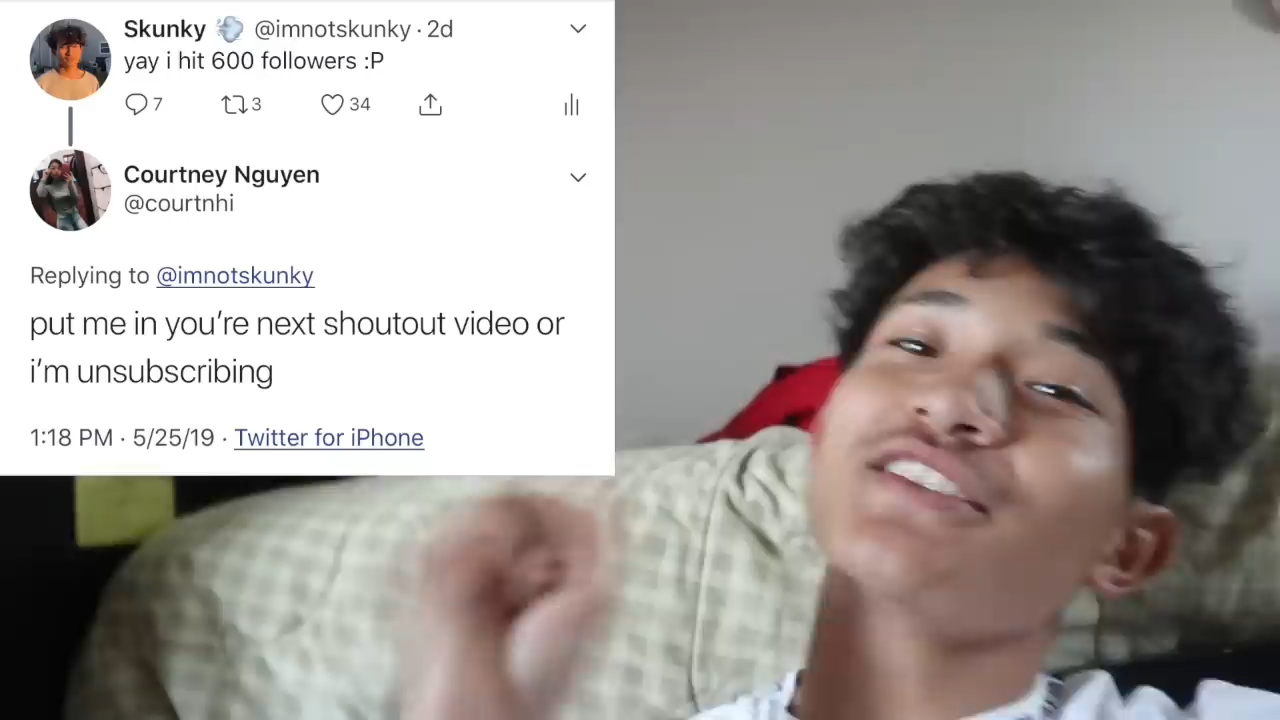 Skunky 💨 @imnotskunky · 2d
yay i hit 600 followers :P
7 3 34
Courtney Nguyen
@courtnhi
Replying to @imnotskunky
put me in you’re next shoutout video or
i’m unsubscribing
1:18 PM · 5/25/19 · Twitter for iPhone